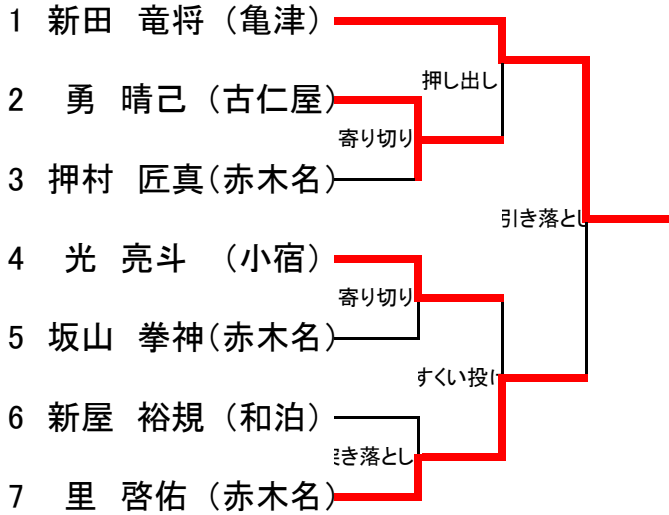 1 新田 竜将 (亀津)
押し出し
2 勇 晴己 (古仁屋)
寄り切り
3 押村 匠真(赤木名)
引き落とし
4 光 亮斗 (小宿)
寄り切り
5 坂山 拳神(赤木名)
すくい投げ
6 新屋 裕規 (和泊)
突き落とし
7 里 啓佑 (赤木名)